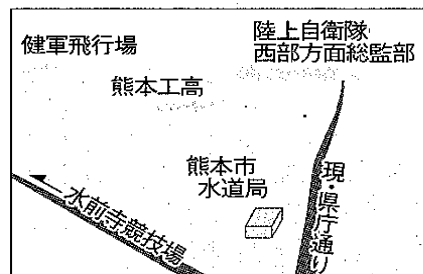 健軍飛行場
陸上自衛隊
西部方面総監部
熊本工高
熊本市
水道局
現・県庁通り
水前寺競技場